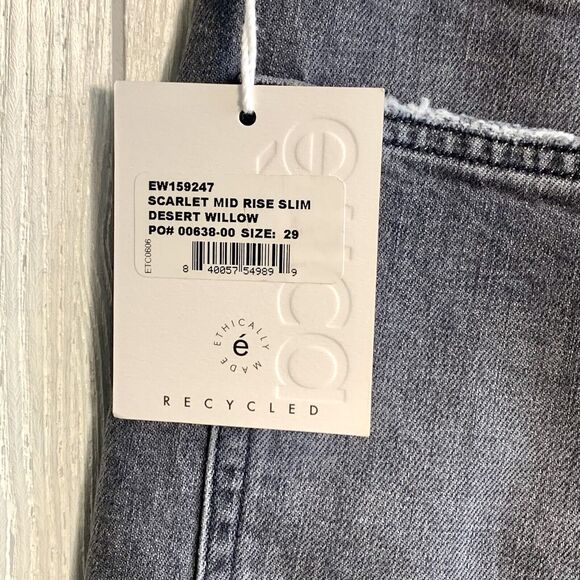 EW159247
SCARLET MID RISE SLIM
DESERT WILLOW
PO# 00638-00 SIZE: 29
ETC0606
8 40057 54989 9
ética
ETHICALLY MADE
é
RECYCLED